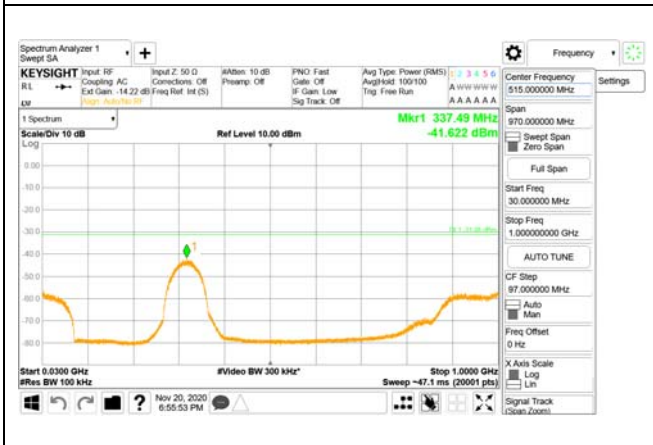 Spectrum Analyzer 1
Swept SA
+
Frequency
KEYSIGHT
RL
Input: RF
Coupling: AC
Ext Gain: -14.22 dB
Align: Auto/No RF
Input Z: 50 Ω
Corrections: Off
Freq Ref: Int (S)
#Atten: 10 dB
Preamp: Off
PNO: Fast
Gate: Off
IF Gain: Low
Sig Track: Off
Avg Type: Power (RMS)
Avg|Hold: 100/100
Trig: Free Run
1 2 3 4 5 6
A W W W W W
A A A A A A
Center Frequency
515.000000 MHz
Settings
Span
970.000000 MHz
Swept Span
Zero Span
Full Span
Start Freq
30.000000 MHz
Stop Freq
1.000000000 GHz
AUTO TUNE
CF Step
97.000000 MHz
Auto
Man
Freq Offset
0 Hz
X Axis Scale
Log
Lin
Signal Track
(Span Zoom)
1 Spectrum
Scale/Div 10 dB
Ref Level 10.00 dBm
Mkr1 337.49 MHz
-41.622 dBm
Log
0.00
-10.0
-20.0
-30.0
-40.0
-50.0
-60.0
-70.0
-80.0
1
Start 0.0300 GHz
#Res BW 100 kHz
#Video BW 300 kHz*
Stop 1.0000 GHz
Sweep ~47.1 ms (20001 pts)
?
Nov 20, 2020
6:55:53 PM